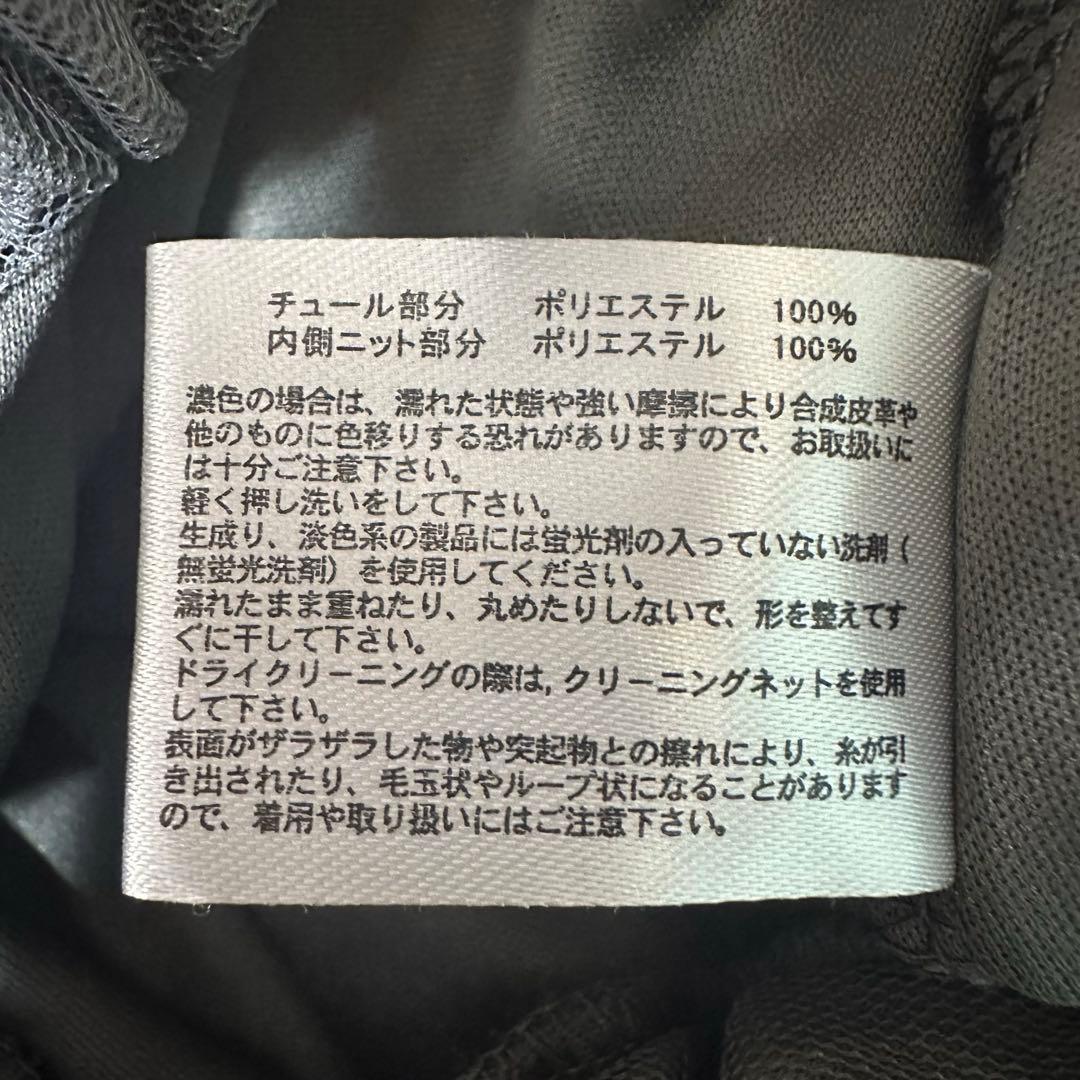 チュール部分 ポリエステル 100%
内側ニット部分 ポリエステル 100%
濃色の場合は、濡れた状態や強い摩擦により合成皮革や
他のものに色移りする恐れがありますので、お取扱いに
は十分ご注意下さい。
軽く押し洗いをして下さい。
生成り、淡色系の製品には蛍光剤の入っていない洗剤（
無蛍光洗剤）を使用してください。
濡れたまま重ねたり、丸めたりしないで、形を整えてす
ぐに干して下さい。
ドライクリーニングの際は,クリーニングネットを使用
して下さい。
表面がザラザラした物や突起物との擦れにより、糸が引
き出されたり、毛玉状やループ状になることがあります
ので、着用や取り扱いにはご注意下さい。